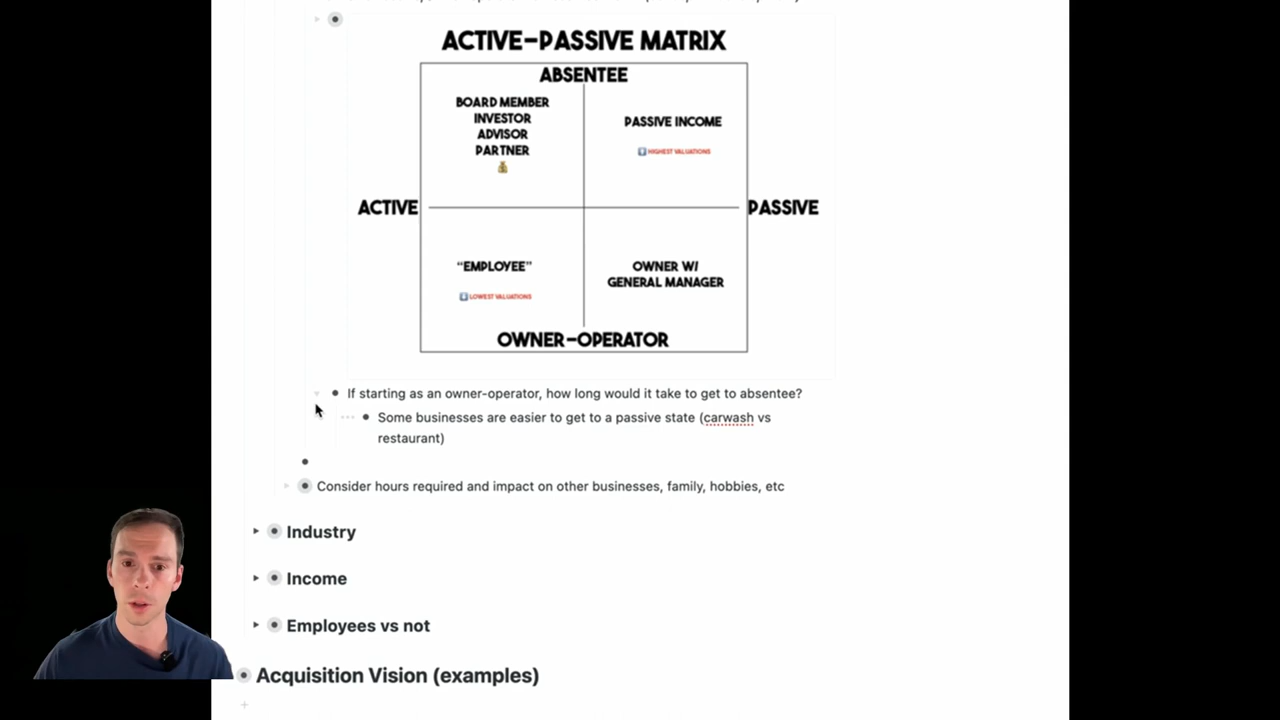 ACTIVE-PASSIVE MATRIX
ABSENTEE
BOARD MEMBER
INVESTOR
ADVISOR
PARTNER
PASSIVE INCOME
HIGHEST VALUATIONS
ACTIVE
PASSIVE
"EMPLOYEE"
LOWEST VALUATIONS
OWNER W/
GENERAL MANAGER
OWNER-OPERATOR
If starting as an owner-operator, how long would it take to get to absentee?
Some businesses are easier to get to a passive state (carwash vs
restaurant)
Consider hours required and impact on other businesses, family, hobbies, etc
Industry
Income
Employees vs not
Acquisition Vision (examples)